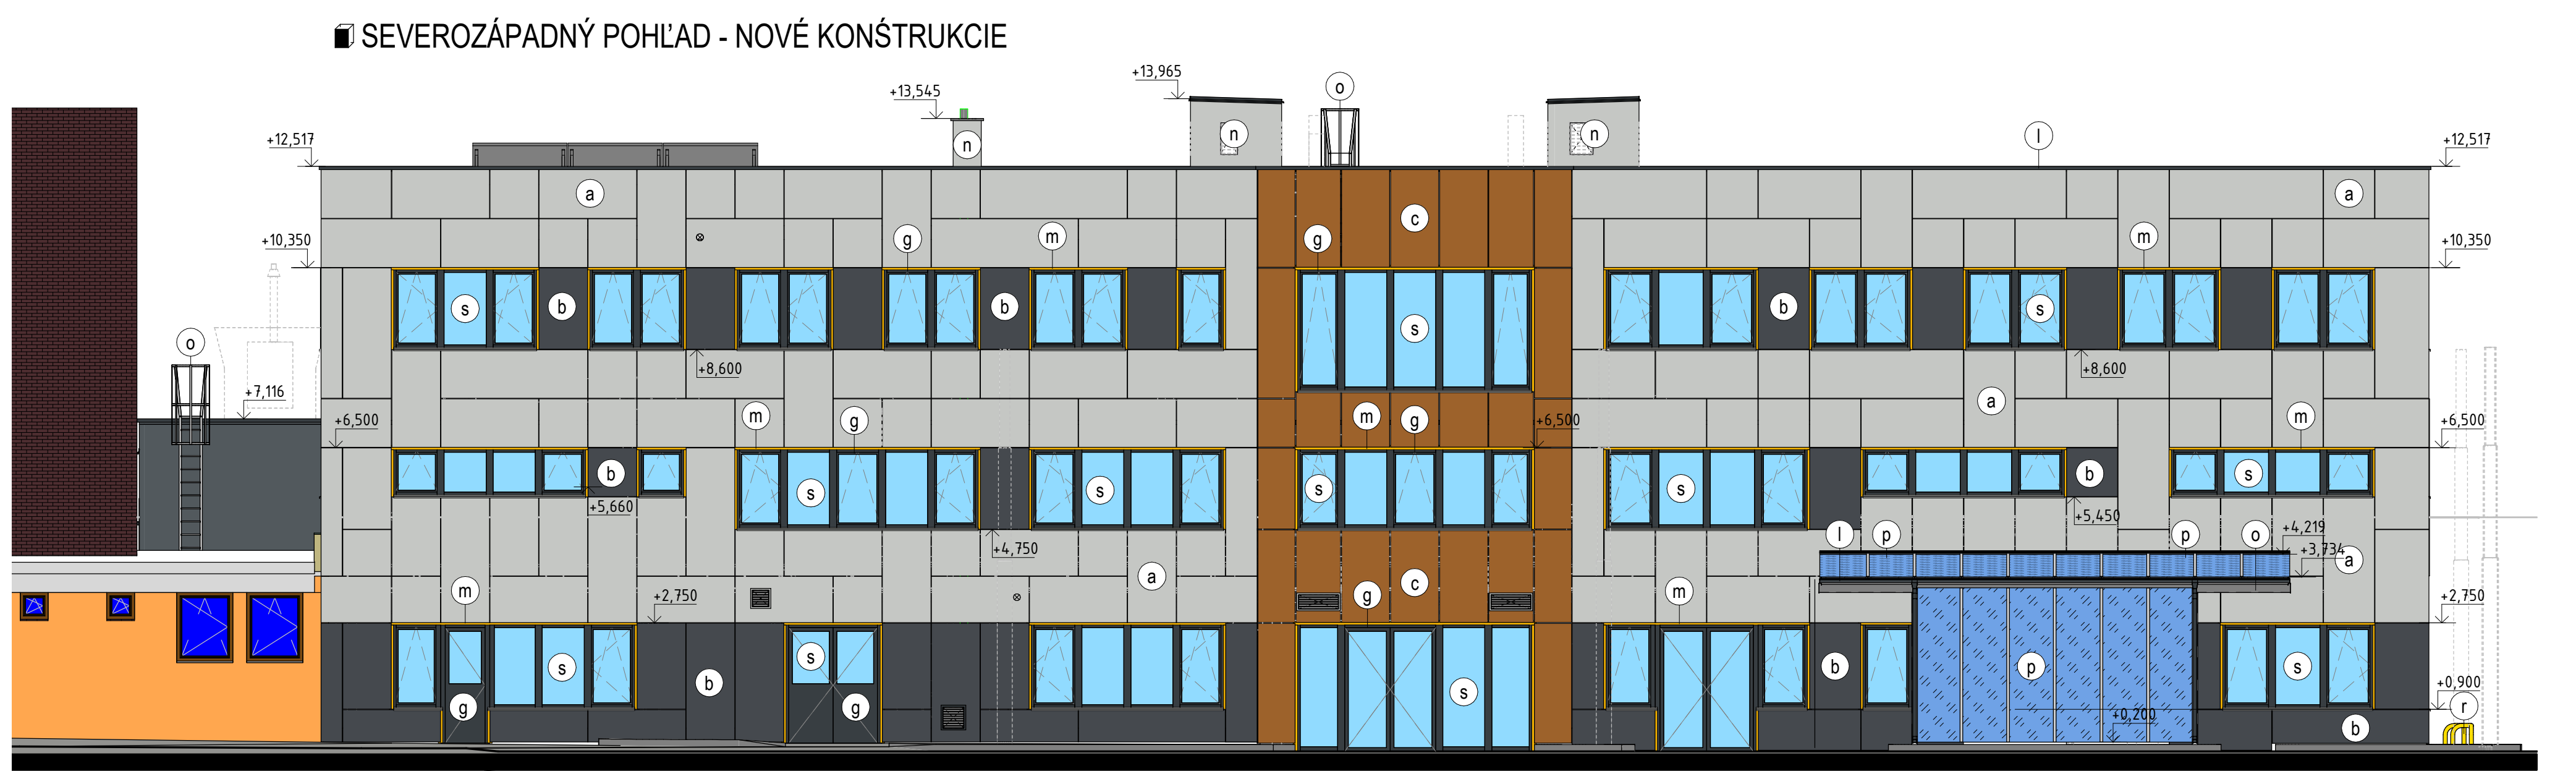 SEVEROZÁPADNÝ POHĽAD - NOVÉ KONŠTRUKCIE
+13,965
o
+13,545
n
n
n
l
+12,517
+12,517
a
a
c
g
m
g
m
+10,350
+10,350
s
b
b
s
b
s
o
+8,600
+8,600
+7,116
a
+6,500
m
g
m
g
+6,500
m
+6,500
b
s
s
s
s
b
s
+5,660
+5,450
+4,750
l
p
p
o
+4,219
+3,734
a
a
c
m
+2,750
g
m
+2,750
s
b
s
g
g
s
b
p
s
+0,900
r
+0,200
b